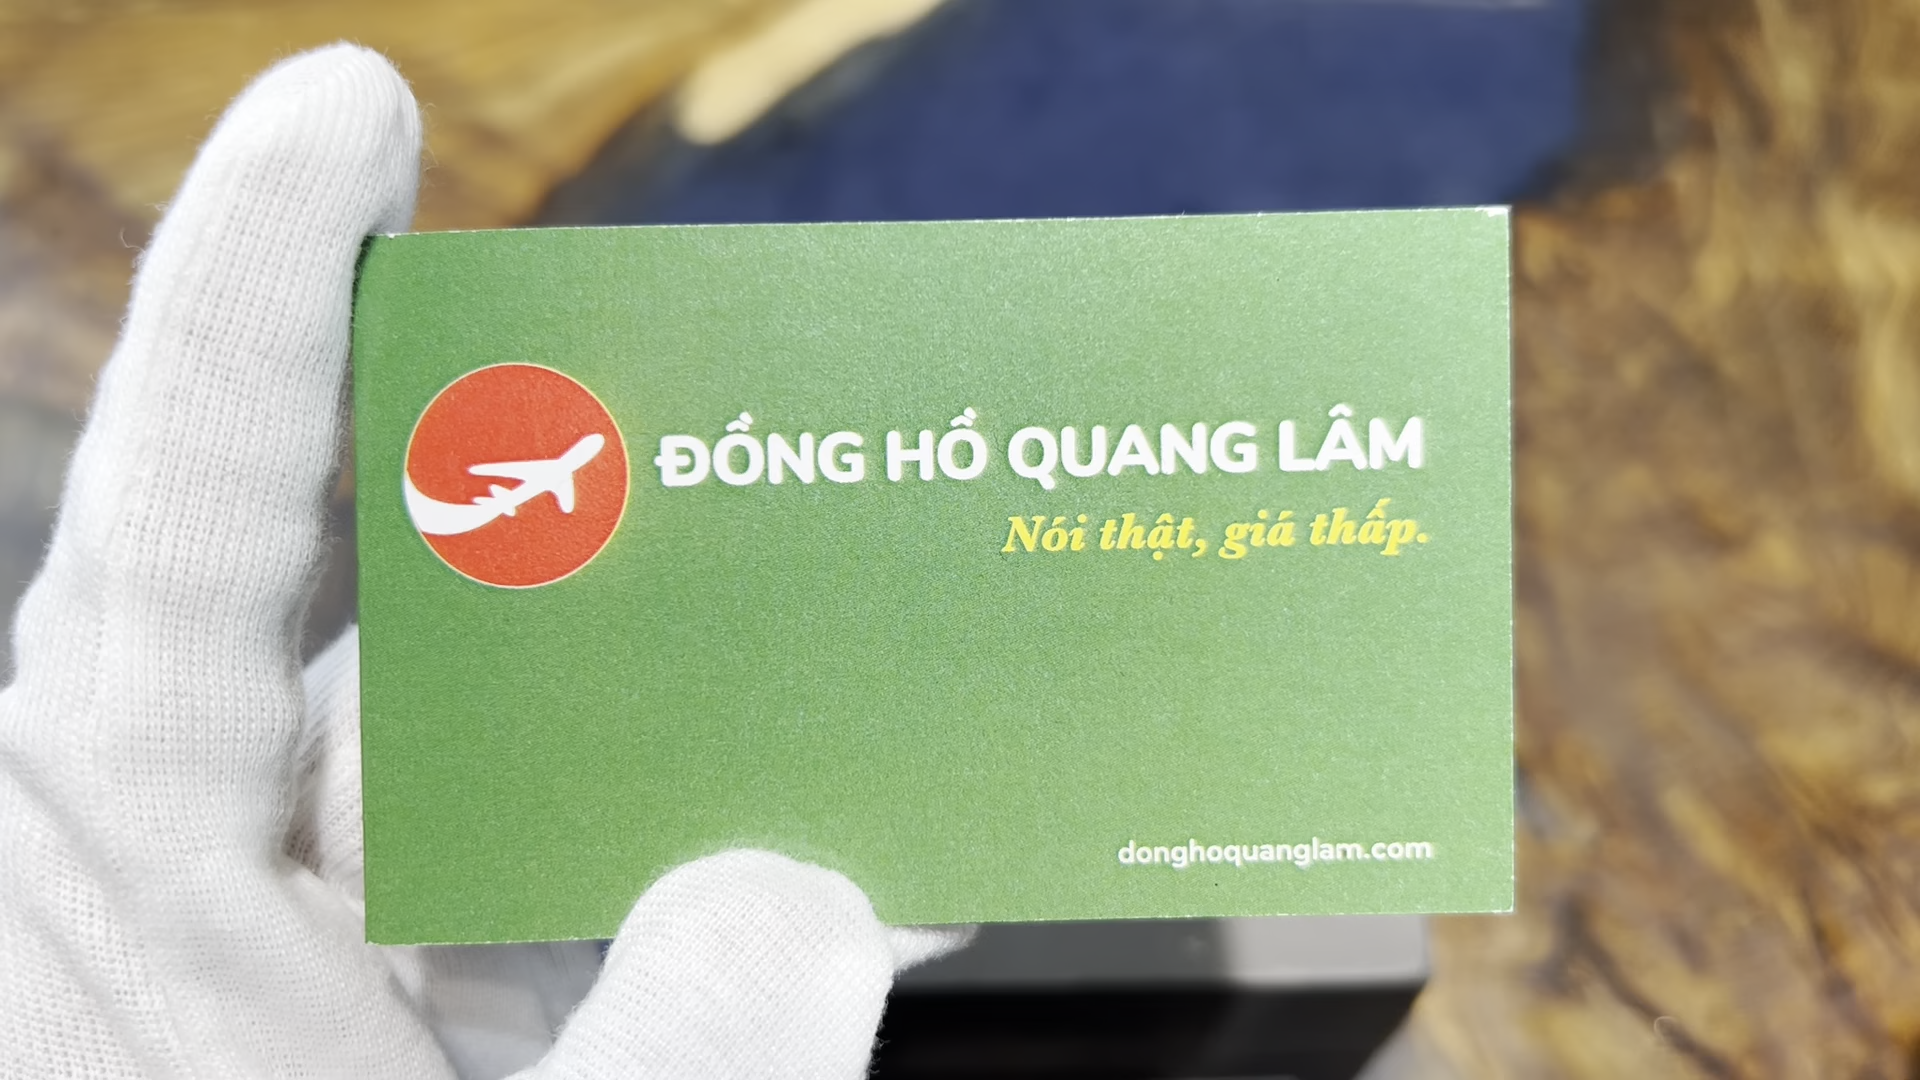 ĐỒNG HỒ QUANG LÂM
Nói thật, giá thấp.
donghoquanglam.com